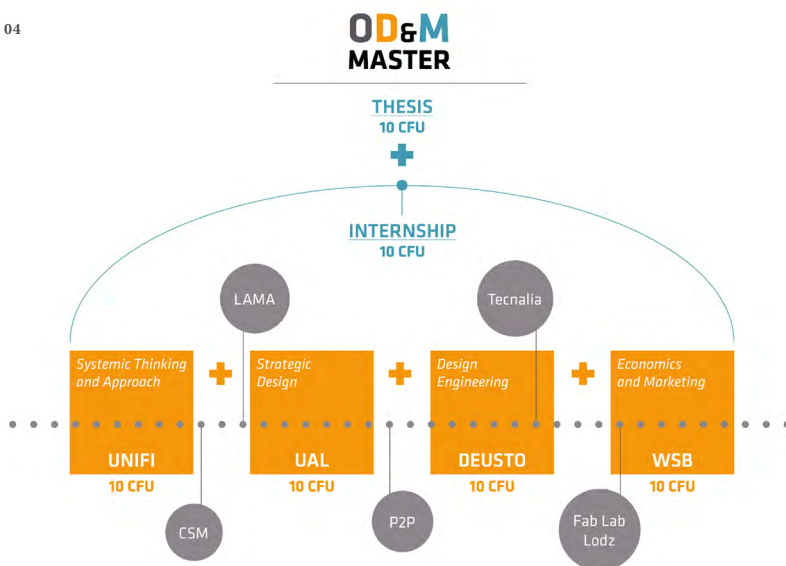 04
OD&M
MASTER
THESIS
10 CFU
INTERNSHIP
10 CFU
LAMA
Tecnalia
Systemic Thinking
and Approach
Strategic
Design
Design
Engineering
Economics
and Marketing
UNIFI
UAL
DEUSTO
WSB
10 CFU
10 CFU
10 CFU
10 CFU
CSM
P2P
Fab Lab
Lodz